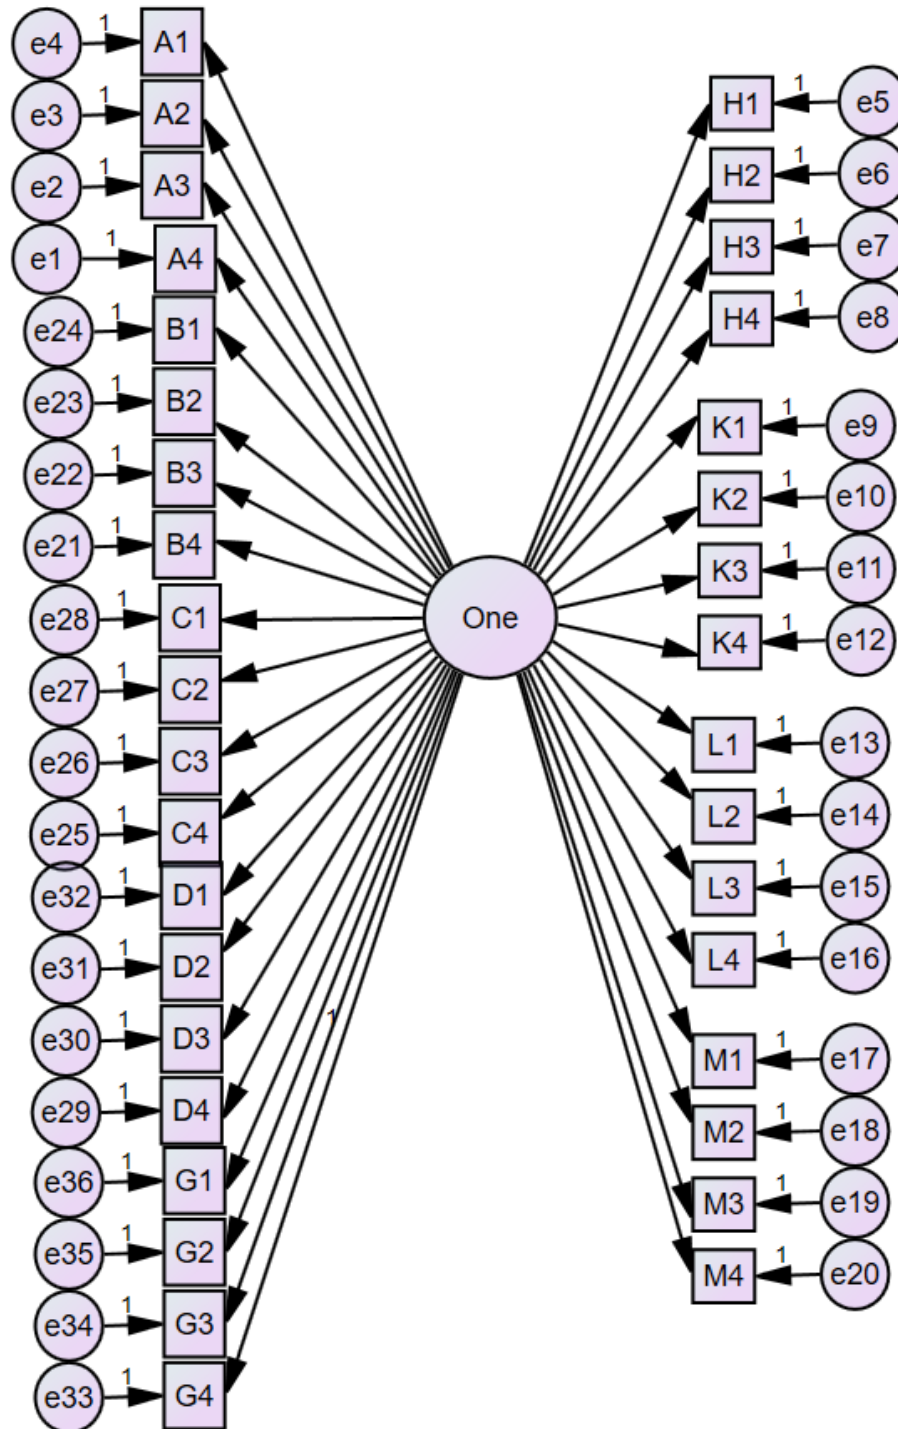 e4 1 A1
e3 1 A2
e2 1 A3
e1 1 A4
e24 1 B1
e23 1 B2
e22 1 B3
e21 1 B4
e28 1 C1
e27 1 C2
e26 1 C3
e25 1 C4
e32 1 D1
e31 1 D2
e30 1 D3
e29 1 D4
e36 1 G1
e35 1 G2
e34 1 G3
e33 1 G4
One
1
H1 1 e5
H2 1 e6
H3 1 e7
H4 1 e8
K1 1 e9
K2 1 e10
K3 1 e11
K4 1 e12
L1 1 e13
L2 1 e14
L3 1 e15
L4 1 e16
M1 1 e17
M2 1 e18
M3 1 e19
M4 1 e20